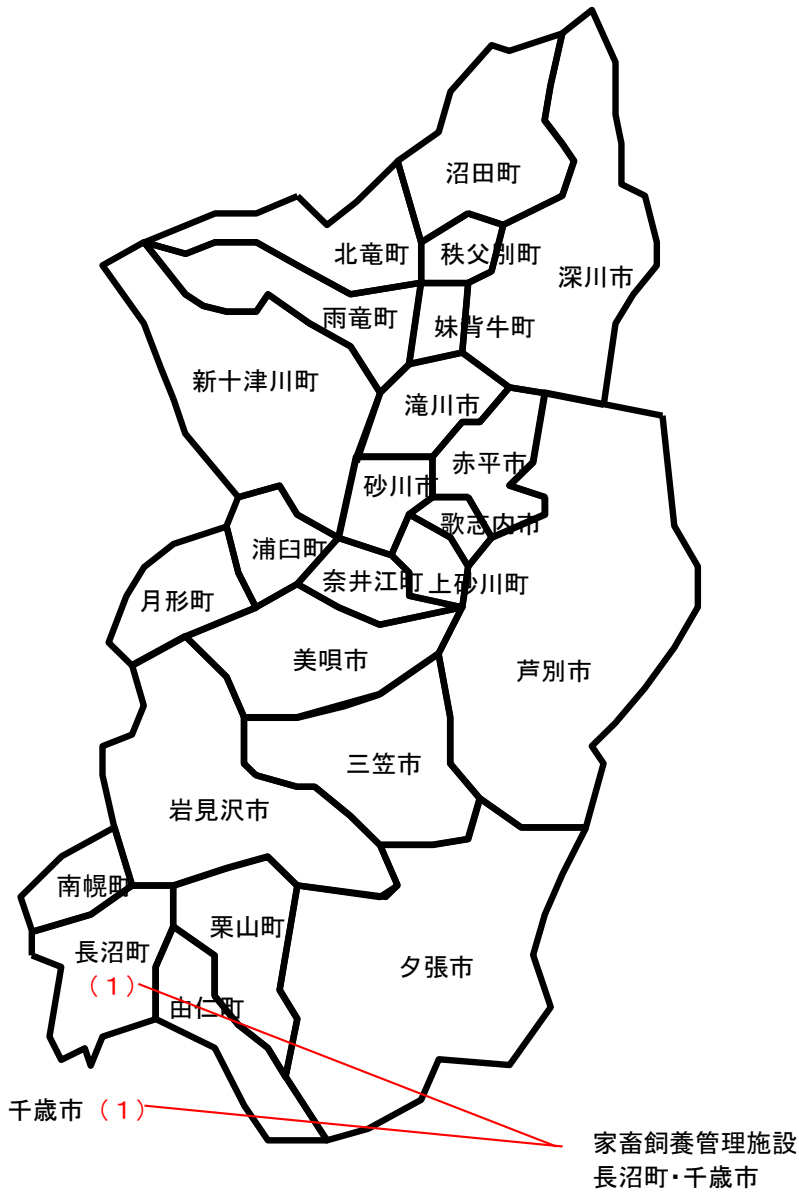 沼田町
北竜町
秩父別町
深川市
雨竜町
妹背牛町
新十津川町
滝川市
赤平市
砂川市
歌志内市
浦臼町
奈井江町
上砂川町
月形町
美唄市
芦別市
三笠市
岩見沢市
南幌町
栗山町
長沼町
(1)
夕張市
由仁町
千歳市(1)
家畜飼養管理施設
長沼町・千歳市